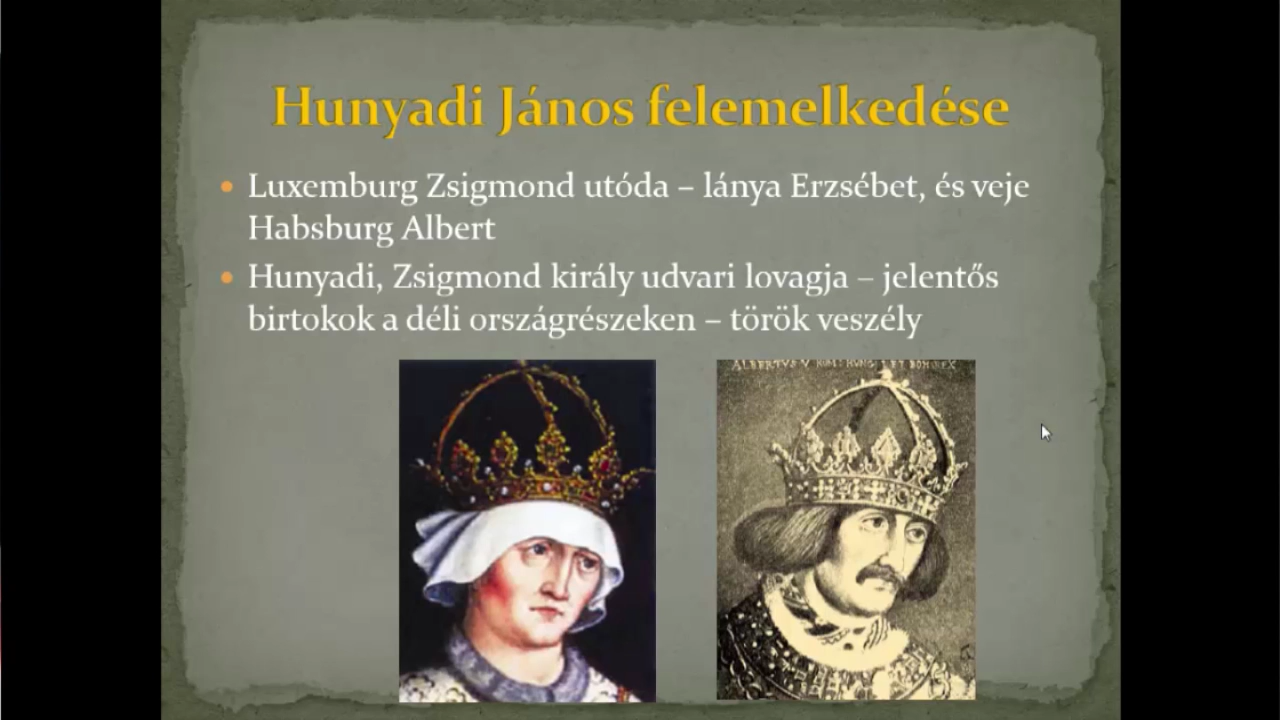 Hunyadi János felemelkedése
• Luxemburg Zsigmond utóda – lánya Erzsébet, és veje
Habsburg Albert
• Hunyadi, Zsigmond király udvari lovagja – jelentős
birtokok a déli országrészeken – török veszély
ALBERTVS V ROM: HVNG ET BOH REX